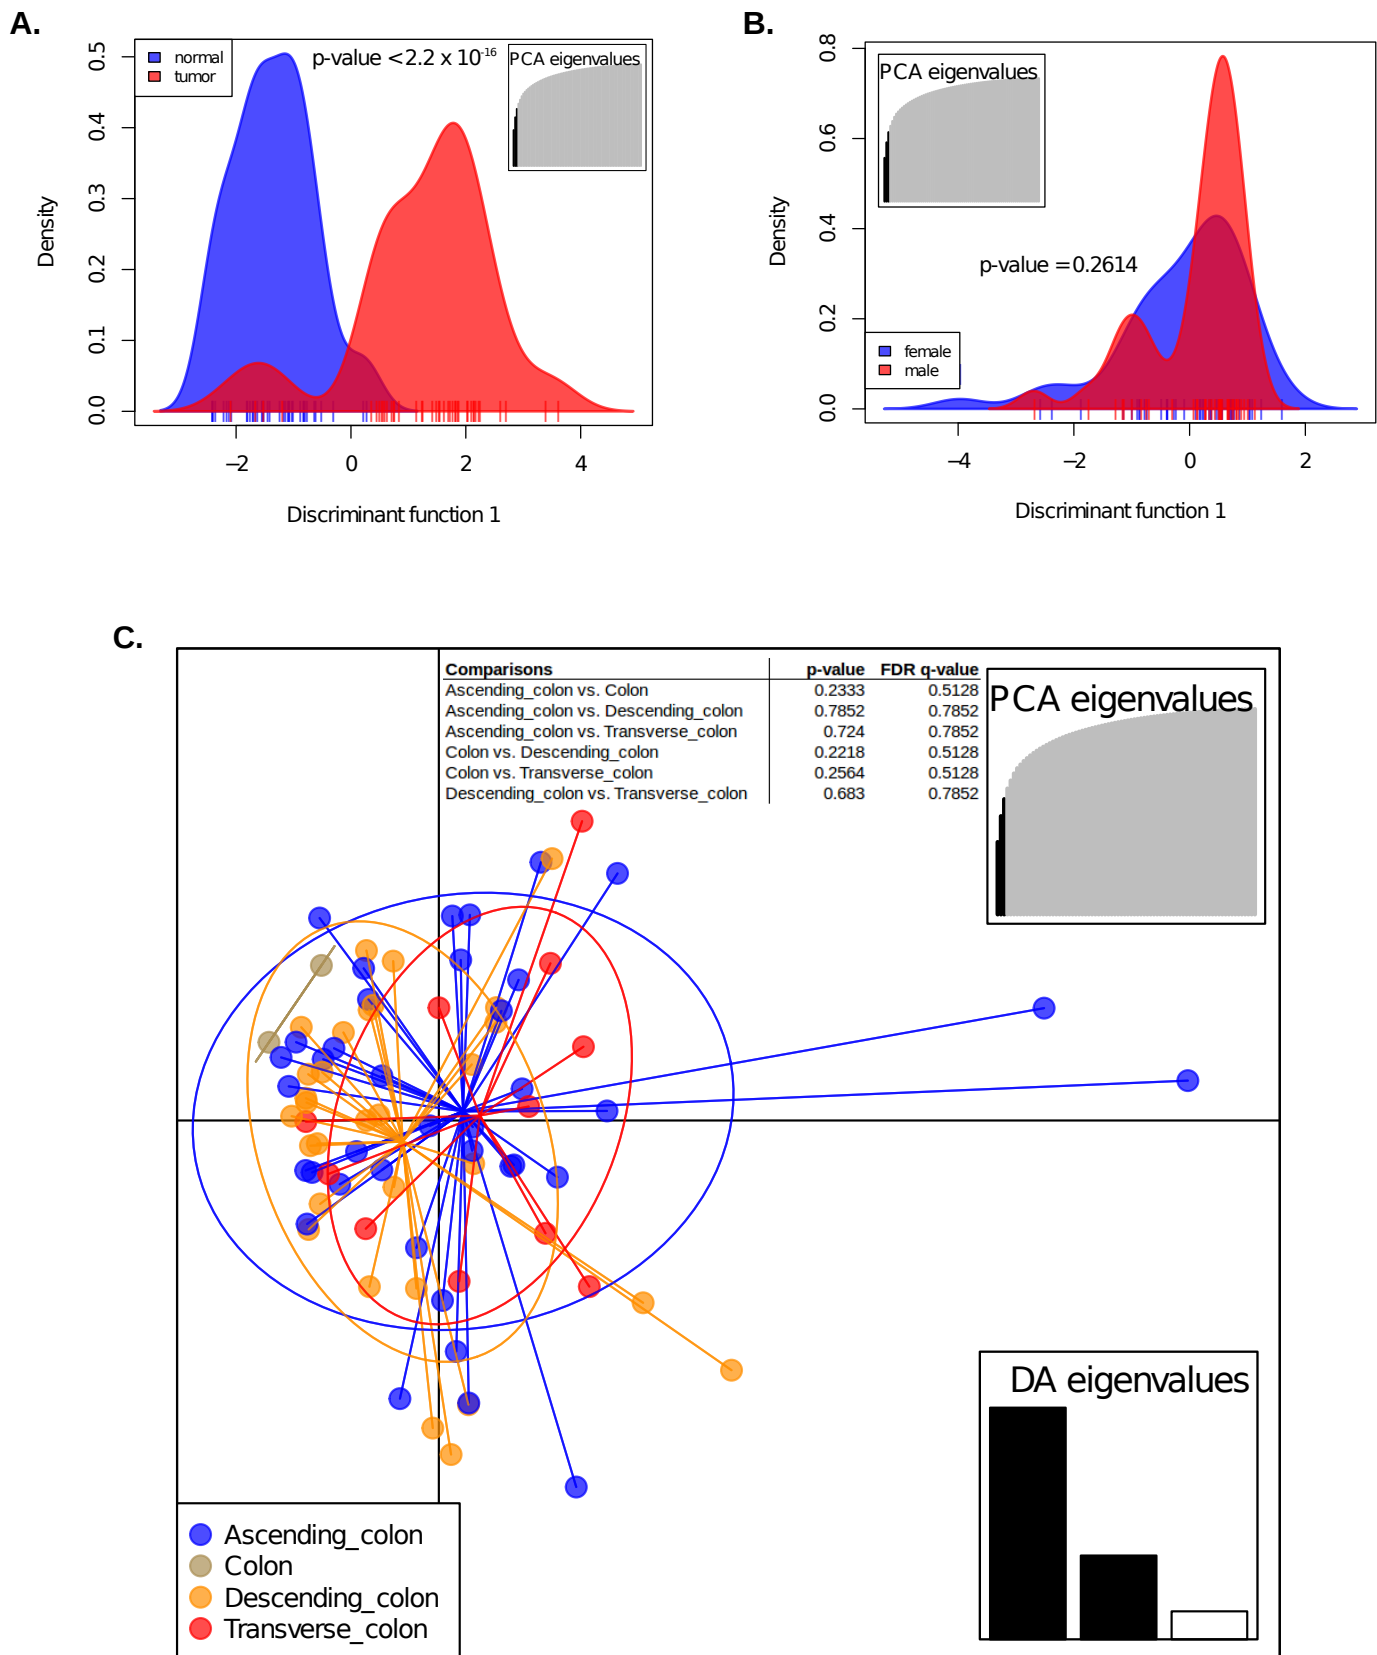 A.
normal
tumor
p-value < 2.2 x 10-16
PCA eigenvalues
Density
0.0
0.1
0.2
0.3
0.4
0.5
−2
0
2
4
Discriminant function 1
B.
PCA eigenvalues
p-value = 0.2614
female
male
Density
0.0
0.2
0.4
0.6
0.8
−4
−2
0
2
Discriminant function 1
C.
Comparisons p-value FDR q-value
Ascending_colon vs. Colon 0.2333 0.5128
Ascending_colon vs. Descending_colon 0.7852 0.7852
Ascending_colon vs. Transverse_colon 0.724 0.7852
Colon vs. Descending_colon 0.2218 0.5128
Colon vs. Transverse_colon 0.2564 0.5128
Descending_colon vs. Transverse_colon 0.683 0.7852
PCA eigenvalues
DA eigenvalues
Ascending_colon
Colon
Descending_colon
Transverse_colon